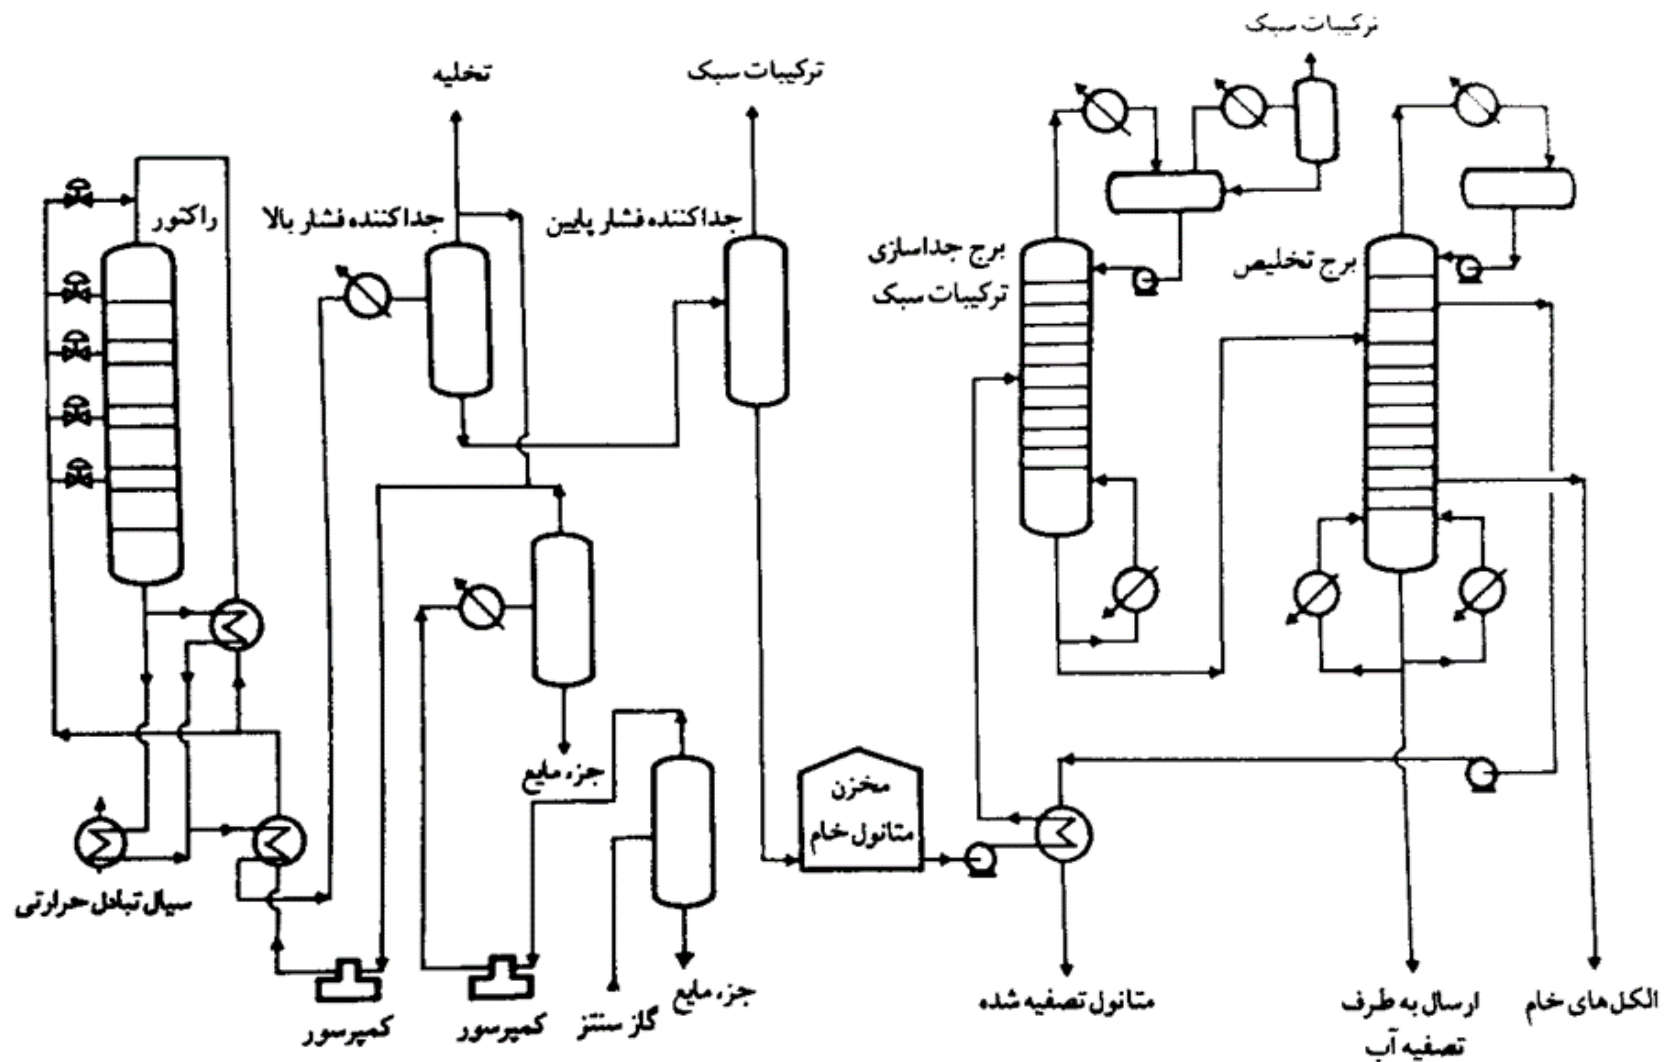 ترکیبات سبک
ترکیبات سبک
تخلیه
راکتور
جداکننده فشار بالا
جداکننده فشار پایین
برج جداسازی
ترکیبات سبک
برج تخلیص
جزء مایع
مخزن
متانول خام
سیال تبادل حرارتی
جزء مایع
گاز سنتز
کمپرسور
کمپرسور
متانول تصفیه شده
ارسال به طرف
تصفیه آب
الکل‌های خام